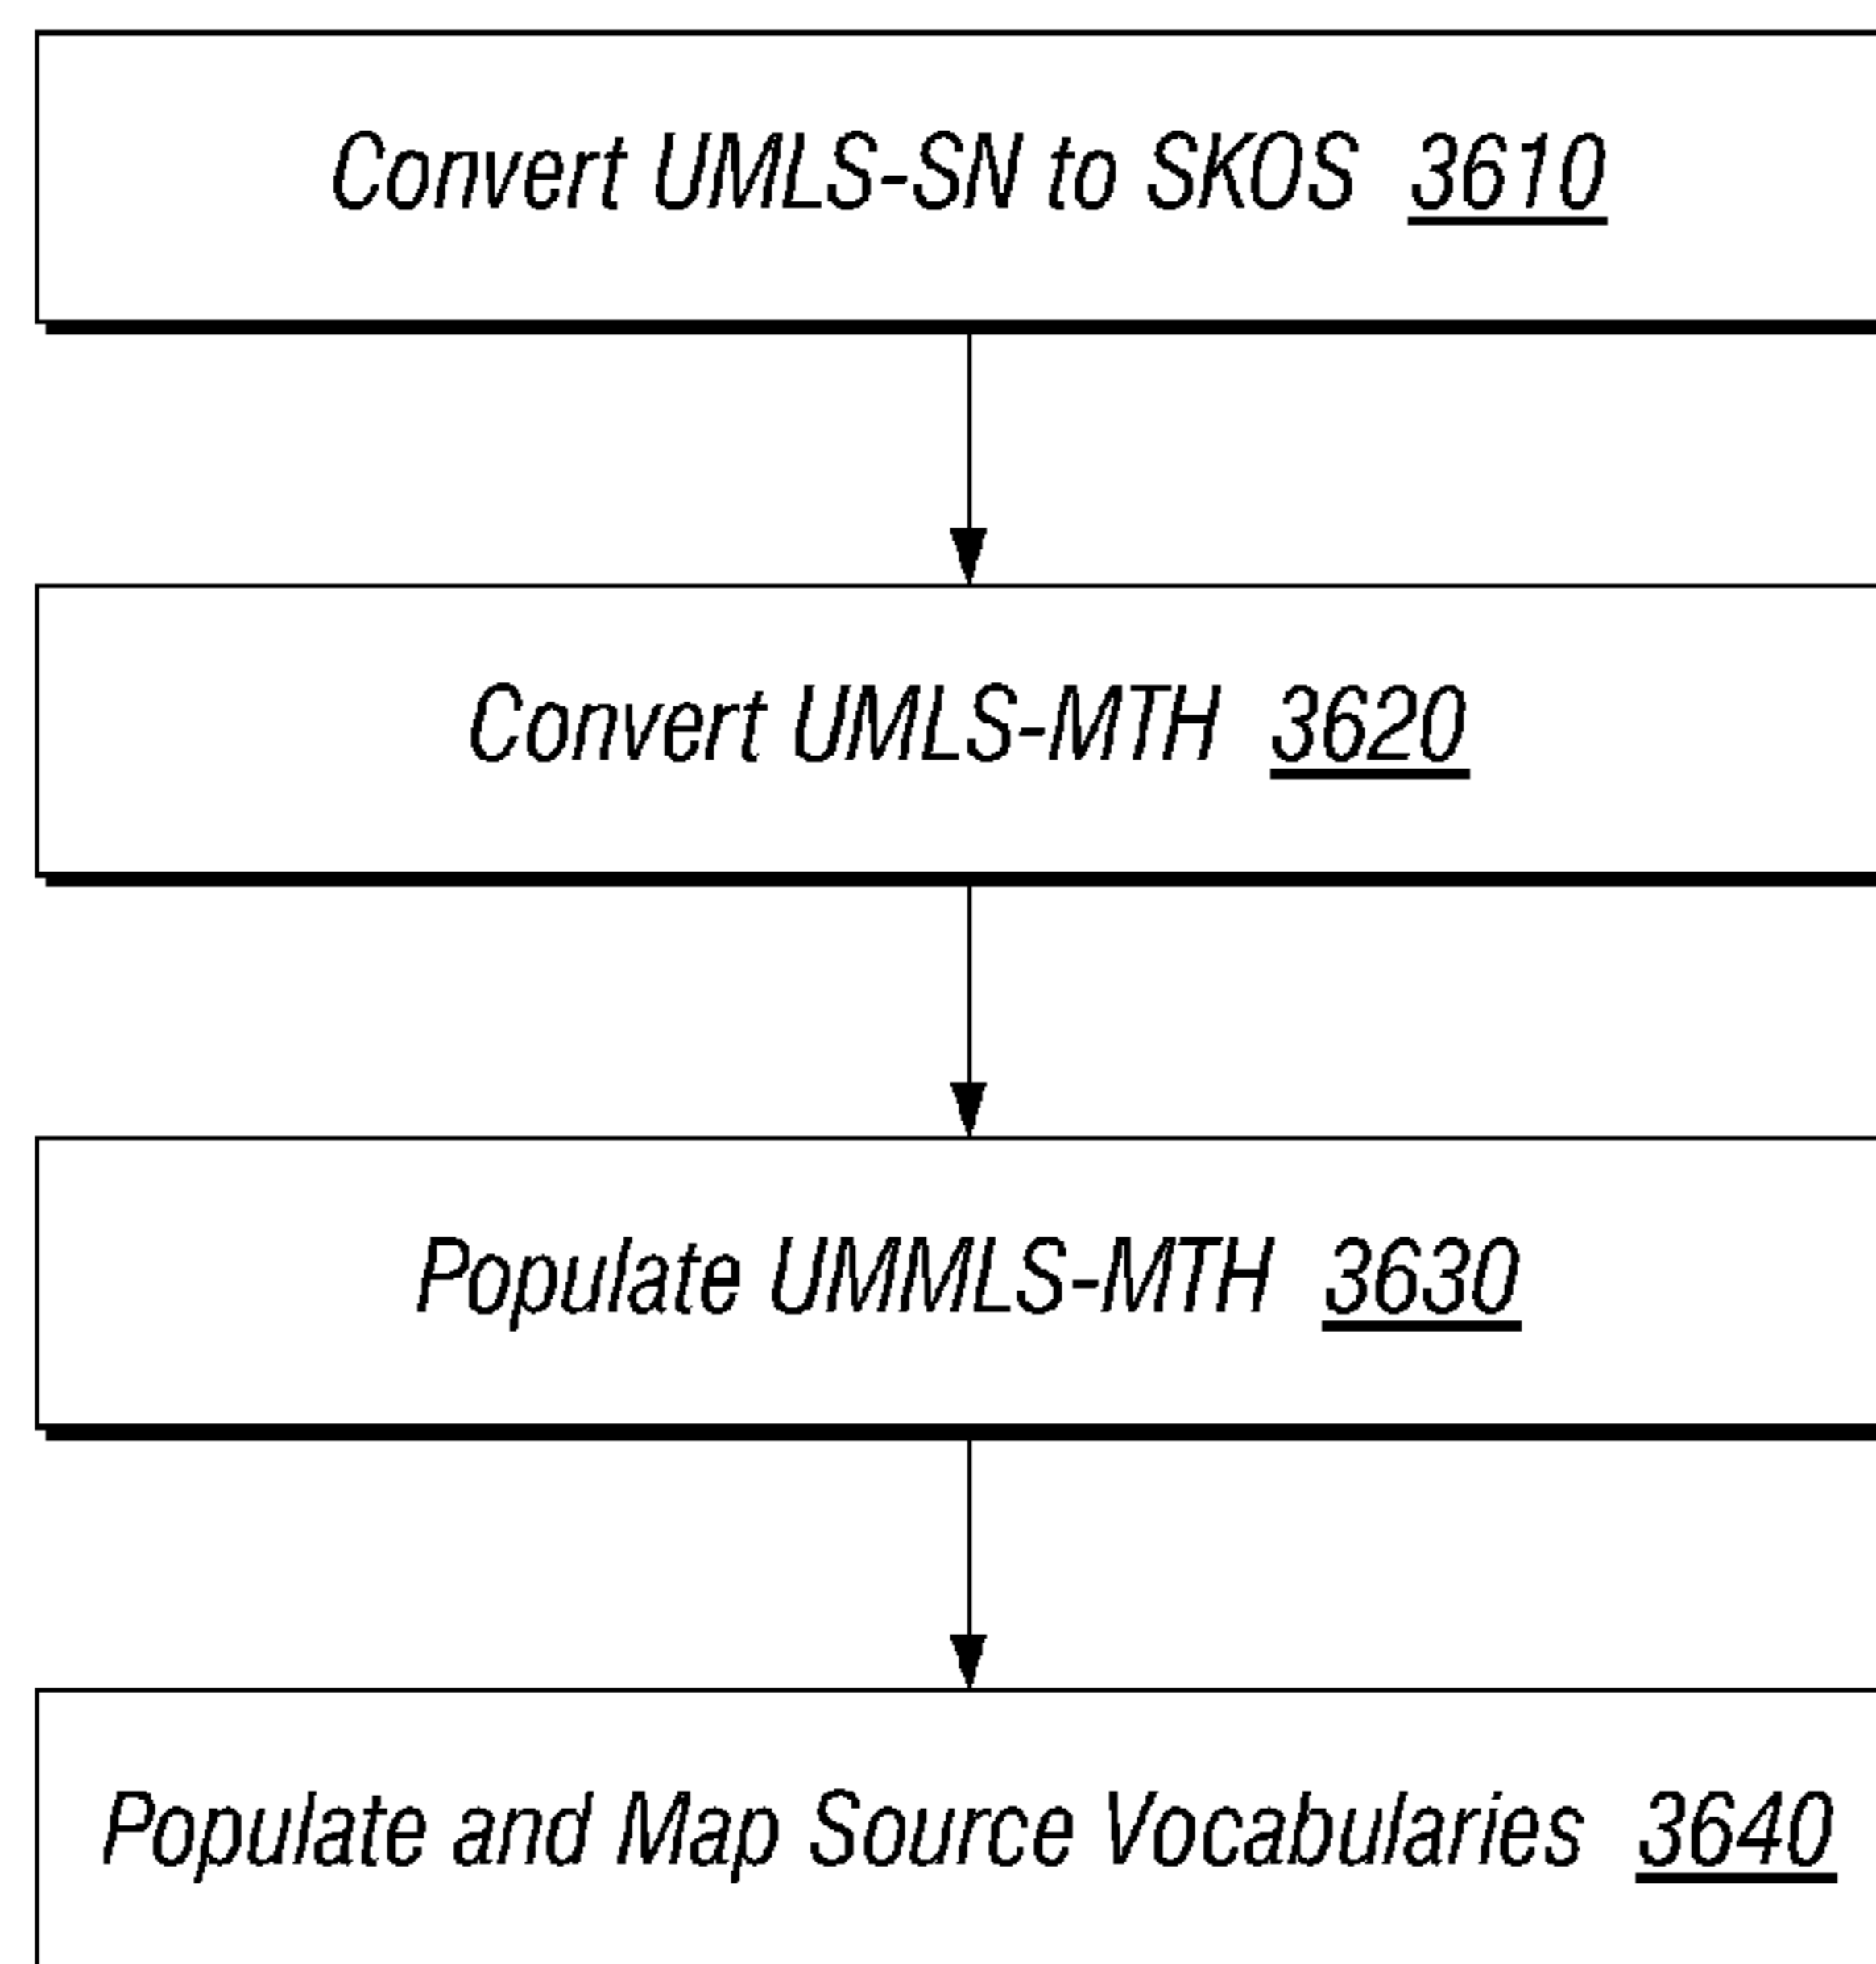 Convert UMLS-SN to SKOS 3610
Convert UMLS-MTH 3620
Populate UMMLS-MTH 3630
Populate and Map Source Vocabularies 3640